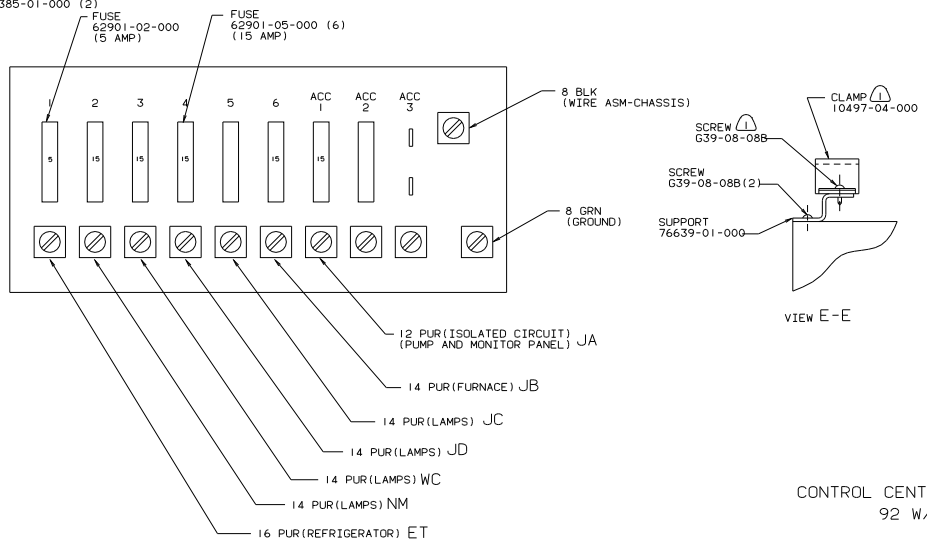 385-01-000 (2)
FUSE
62901-02-000
(5 AMP)
FUSE
62901-05-000 (6)
(15 AMP)
1 2 3 4 5 6 ACC 1 ACC 2 ACC 3
5 15 15 15 15 15
8 BLK
(WIRE ASM-CHASSIS)
8 GRN
(GROUND)
CLAMP 1
10497-04-000
SCREW 1
G39-08-08B
SCREW
G39-08-08B(2)
SUPPORT
76639-01-000
VIEW E-E
12 PUR(ISOLATED CIRCUIT)
(PUMP AND MONITOR PANEL) JA
14 PUR(FURNACE) JB
14 PUR(LAMPS) JC
14 PUR(LAMPS) JD
14 PUR(LAMPS) WC
14 PUR(LAMPS) NM
16 PUR(REFRIGERATOR) ET
CONTROL CENT
92 W/